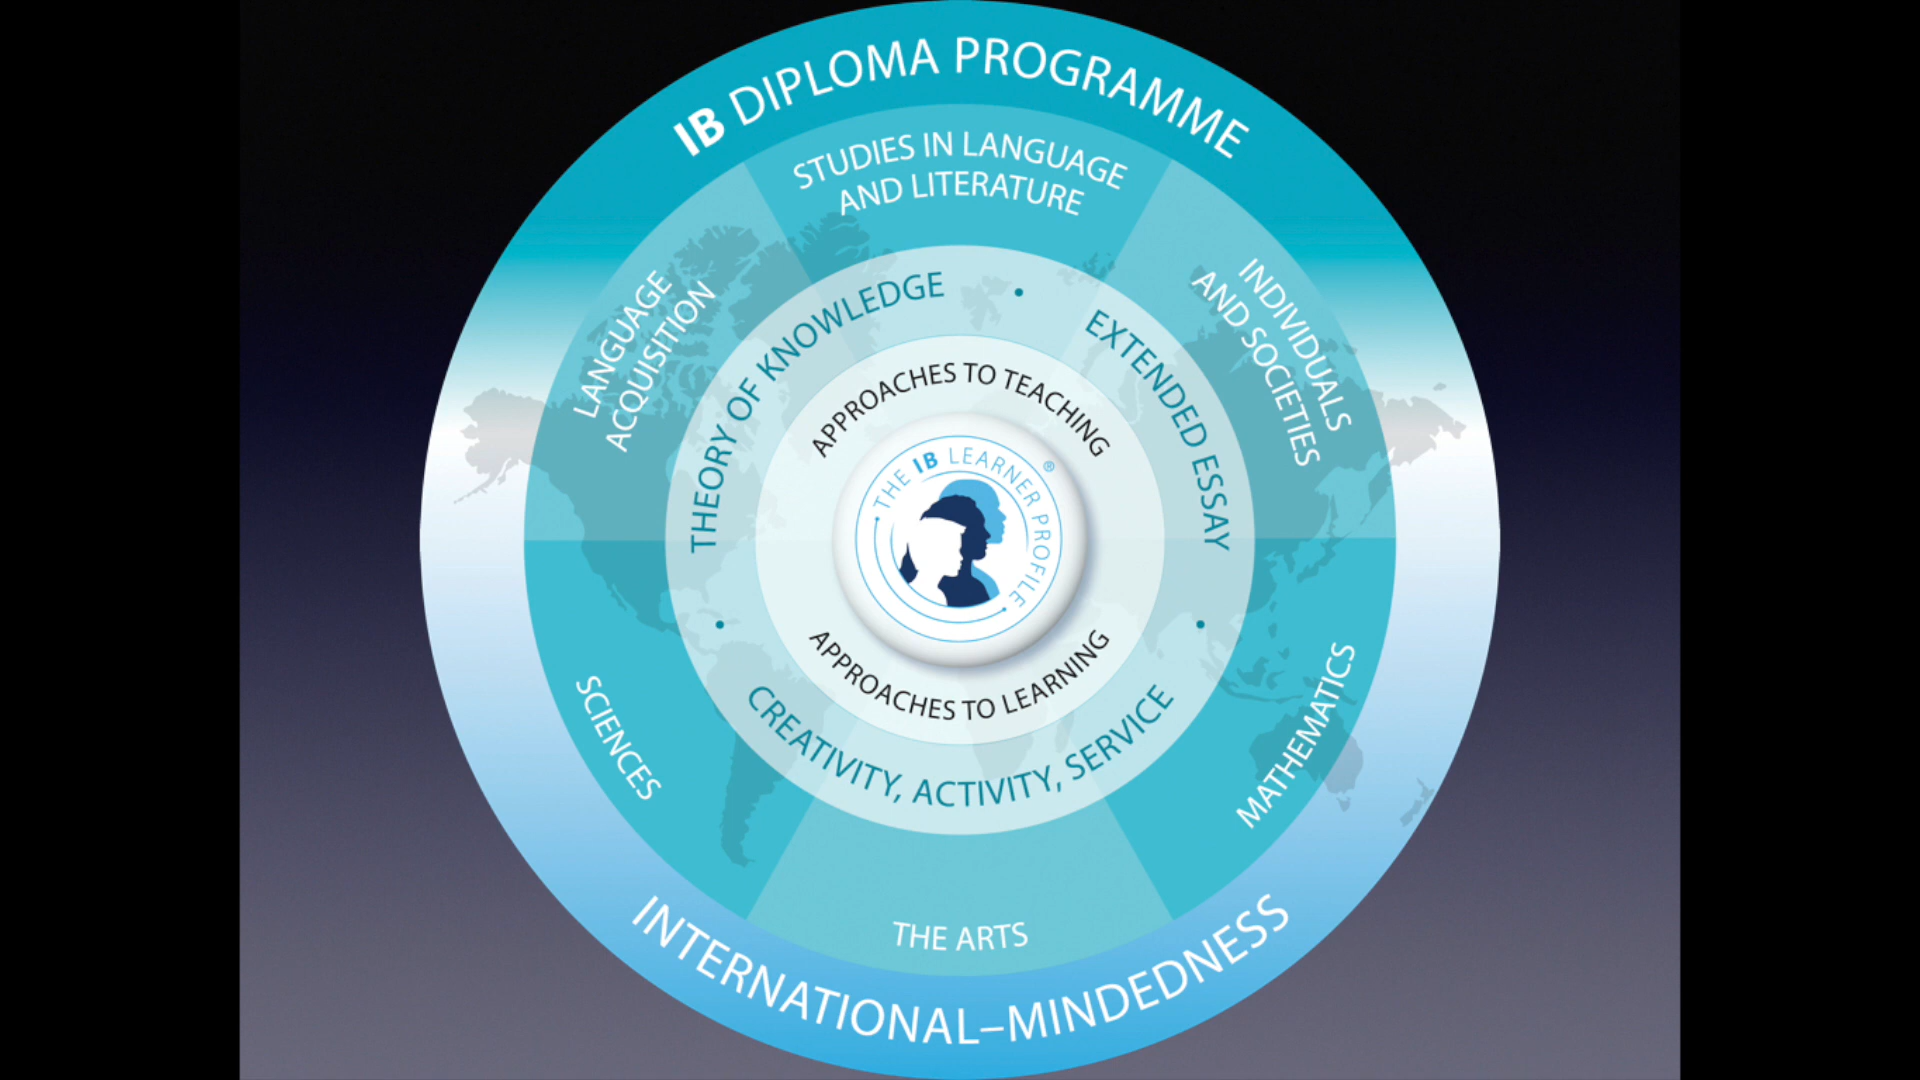 IB DIPLOMA PROGRAMME
STUDIES IN LANGUAGE
AND LITERATURE
LANGUAGE
ACQUISITION
INDIVIDUALS
AND SOCIETIES
THEORY OF KNOWLEDGE
EXTENDED ESSAY
APPROACHES TO TEACHING
THE IB LEARNER PROFILE ®
APPROACHES TO LEARNING
CREATIVITY, ACTIVITY, SERVICE
SCIENCES
MATHEMATICS
THE ARTS
INTERNATIONAL–MINDEDNESS